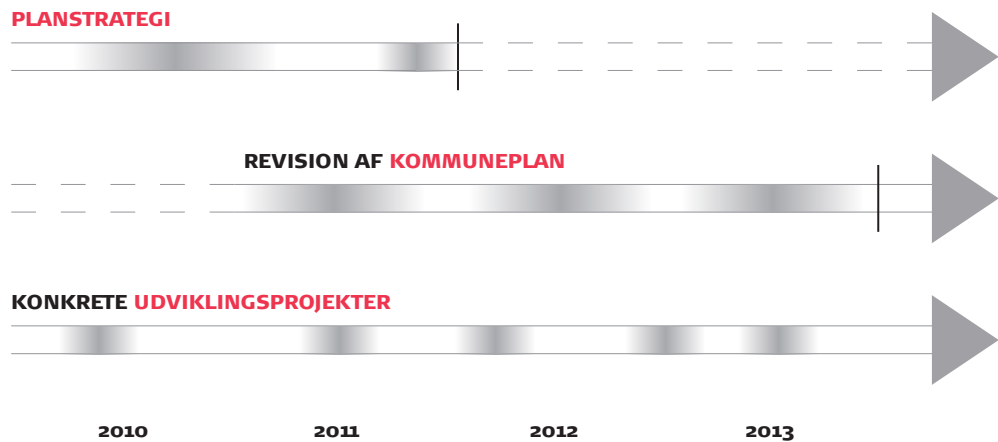 PLANSTRATEGI
REVISION AF KOMMUNEPLAN
KONKRETE UDVIKLINGSPROJEKTER
2010 2011 2012 2013